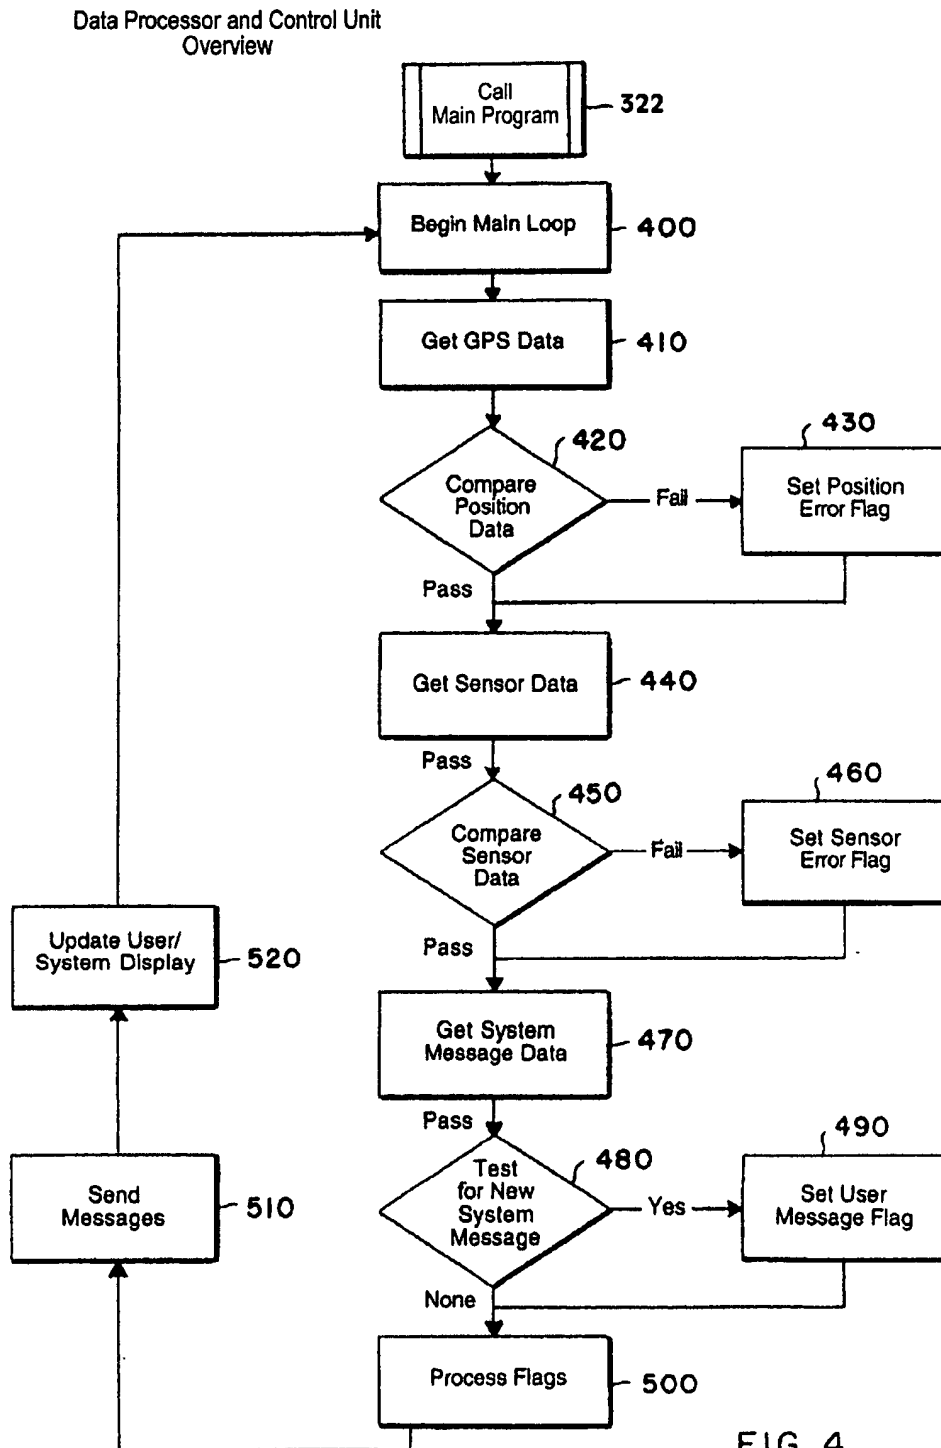 Data Processor and Control Unit
Overview
Call
Main Program
322
Begin Main Loop
400
Get GPS Data
410
420
Compare
Position
Data
Fail
430
Set Position
Error Flag
Pass
Get Sensor Data
440
Pass
450
Compare
Sensor
Data
Fail
460
Set Sensor
Error Flag
Pass
Update User/
System Display
520
Get System
Message Data
470
Pass
480
Test
for New
System
Message
Yes
490
Set User
Message Flag
Send
Messages
510
None
Process Flags
500
FIG. 4